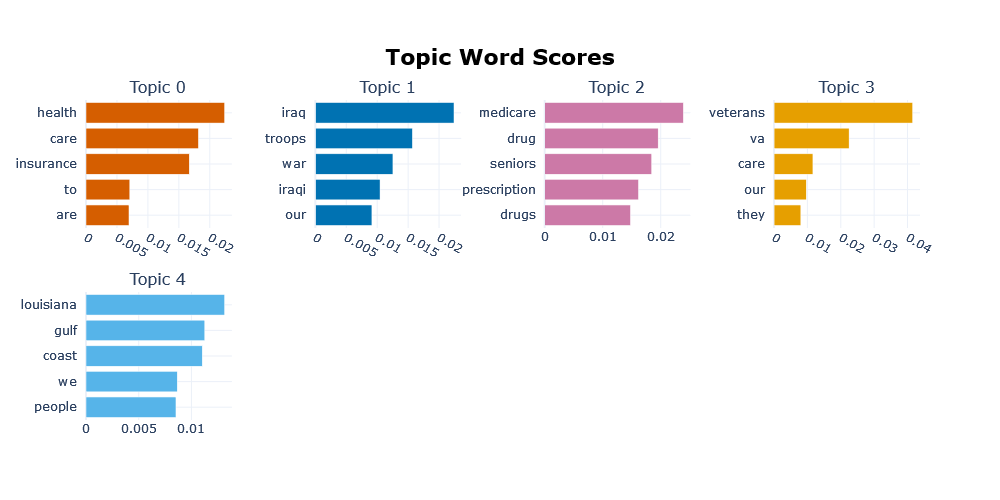 Topic Word Scores
Topic 0
health
care
insurance
to
are
0 0.005 0.01 0.015 0.02
Topic 1
iraq
troops
war
iraqi
our
0 0.005 0.01 0.015 0.02
Topic 2
medicare
drug
seniors
prescription
drugs
0 0.01 0.02
Topic 3
veterans
va
care
our
they
0 0.01 0.02 0.03 0.04
Topic 4
louisiana
gulf
coast
we
people
0 0.005 0.01